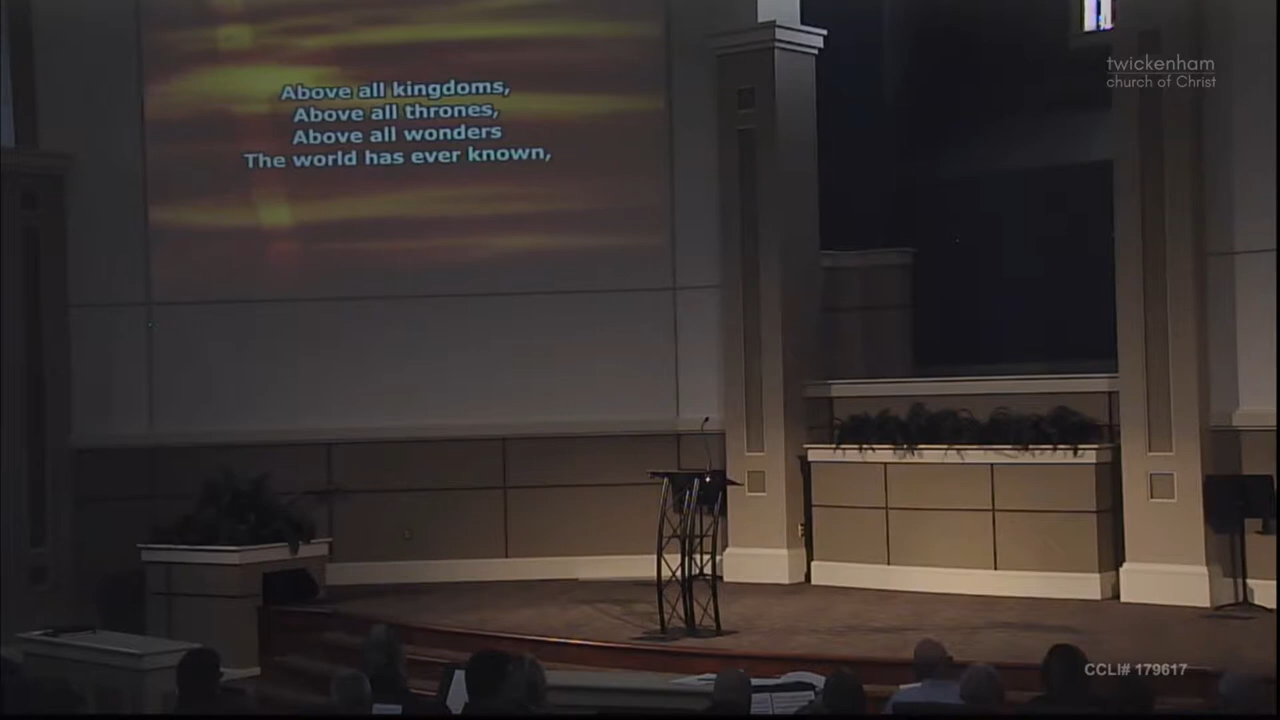 Above all kingdoms,
Above all thrones,
Above all wonders
The world has ever known,
twickenham
church of Christ
CCLI# 179617